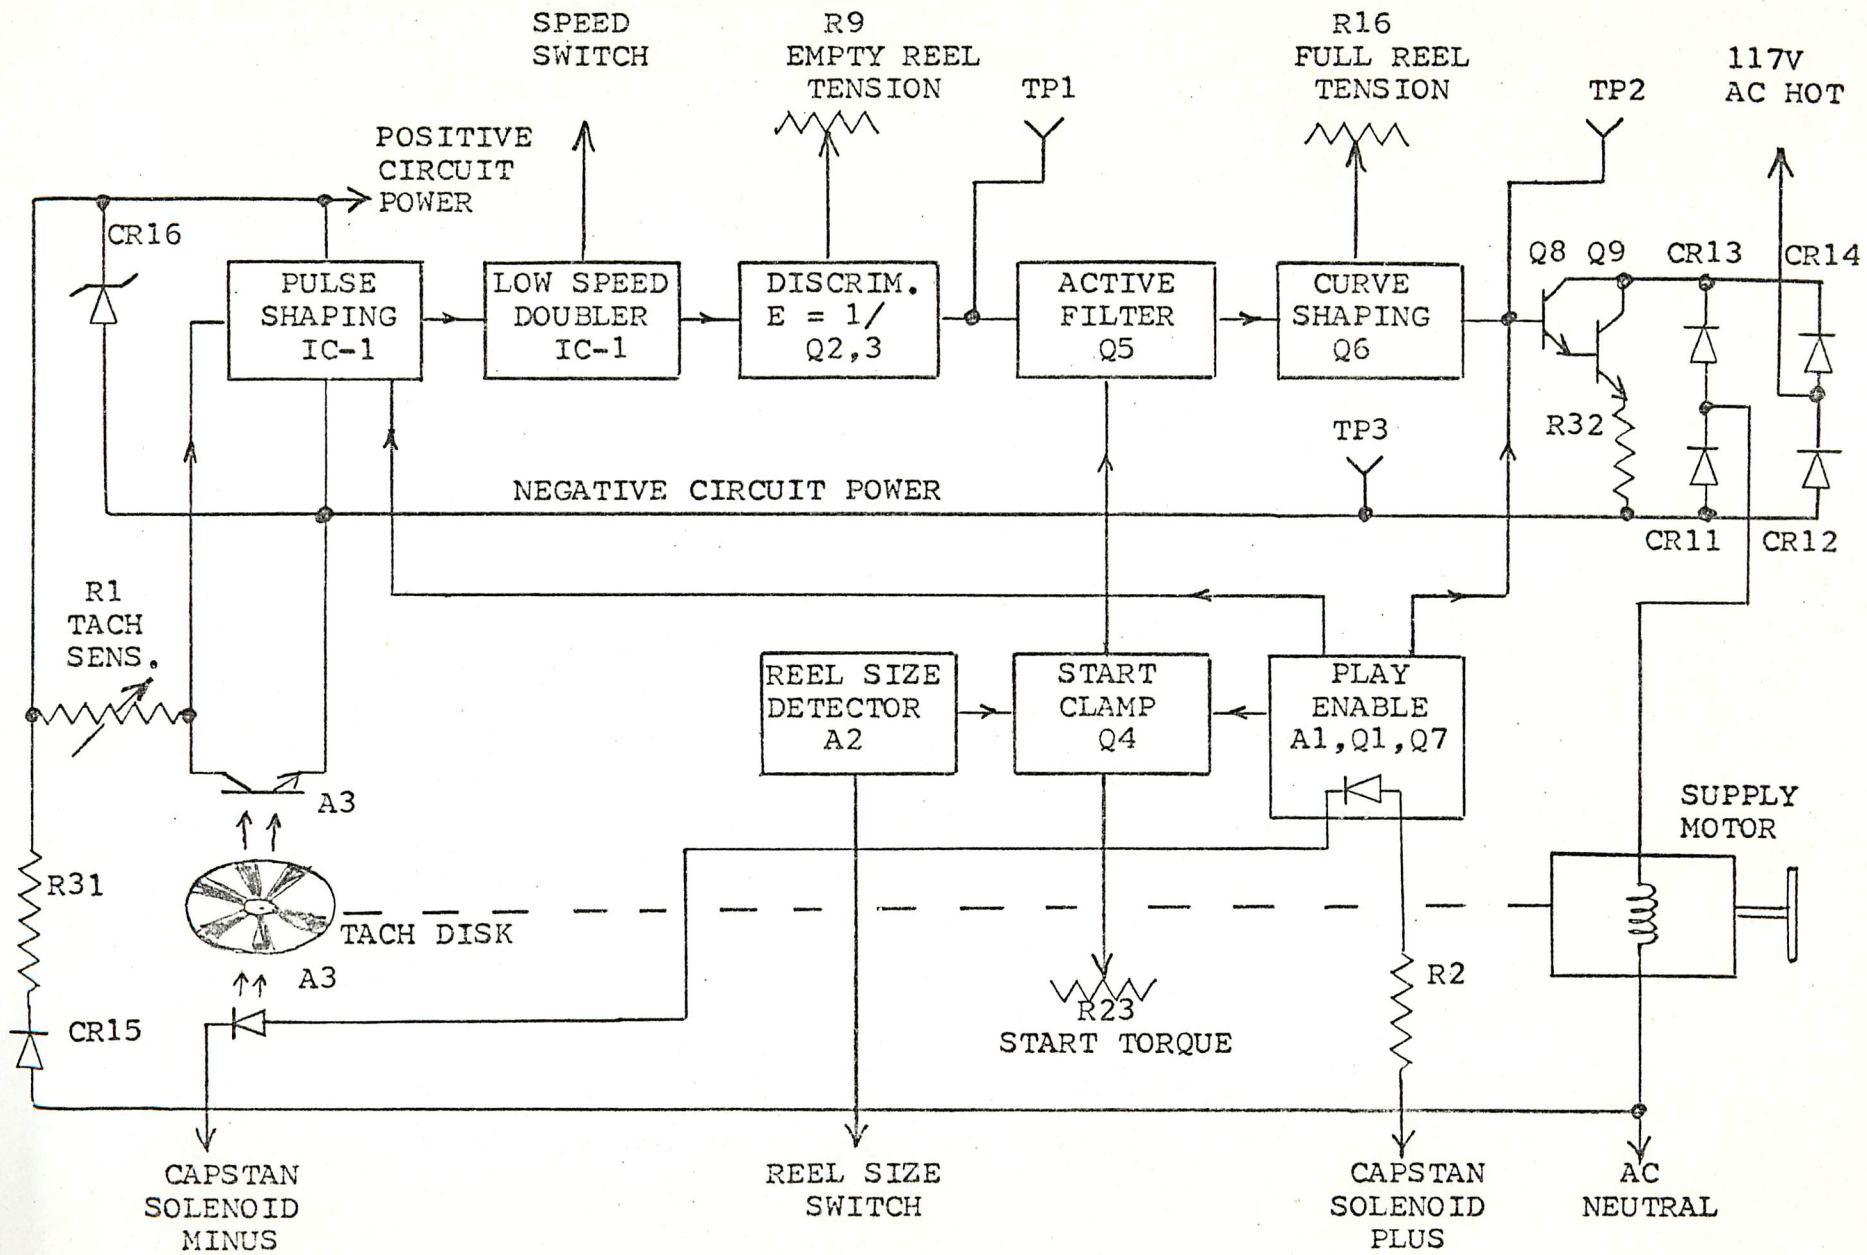 SPEED
SWITCH
R9
EMPTY REEL
TENSION
TP1
R16
FULL REEL
TENSION
TP2
117V
AC HOT
POSITIVE
CIRCUIT
POWER
CR16
PULSE
SHAPING
IC-1
LOW SPEED
DOUBLER
IC-1
DISCRIM.
E = 1/
Q2,3
ACTIVE
FILTER
Q5
CURVE
SHAPING
Q6
Q8 Q9
CR13
CR14
R32
TP3
NEGATIVE CIRCUIT POWER
CR11
CR12
R1
TACH
SENS.
REEL SIZE
DETECTOR
A2
START
CLAMP
Q4
PLAY
ENABLE
A1,Q1,Q7
A3
SUPPLY
MOTOR
R31
TACH DISK
A3
R2
CR15
R23
START TORQUE
CAPSTAN
SOLENOID
MINUS
REEL SIZE
SWITCH
CAPSTAN
SOLENOID
PLUS
AC
NEUTRAL